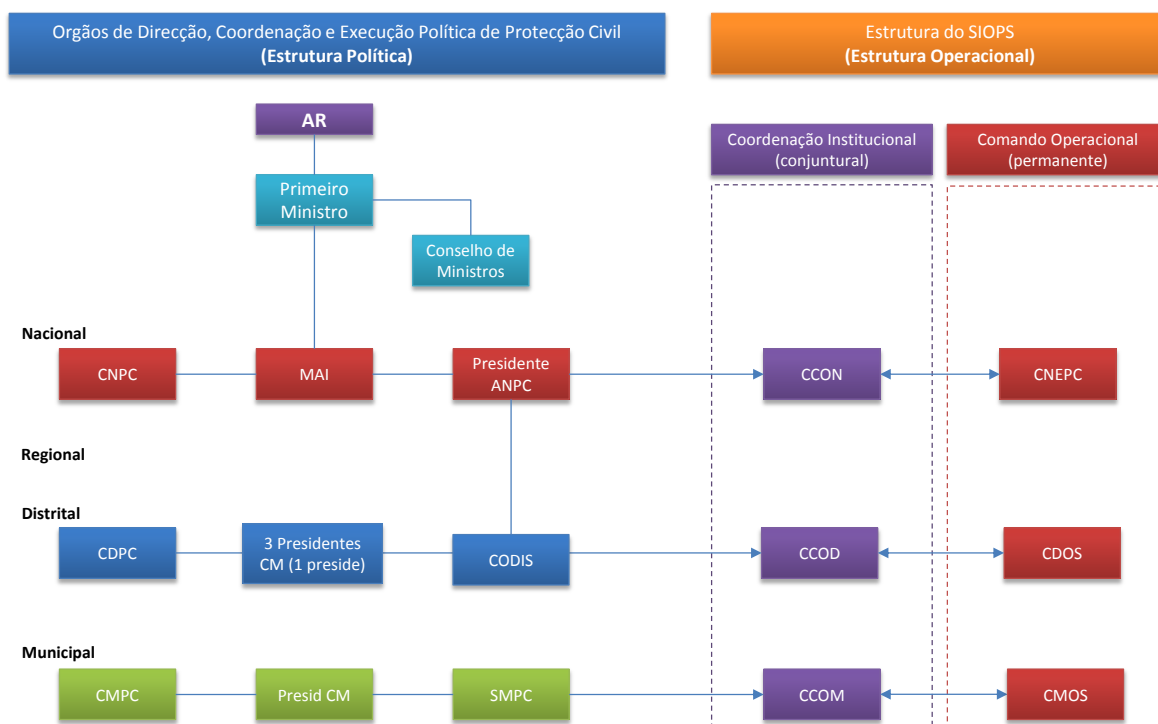 Orgãos de Direcção, Coordenação e Execução Política de Protecção Civil
(Estrutura Política)
Estrutura do SIOPS
(Estrutura Operacional)
AR
Coordenação Institucional
(conjuntural)
Comando Operacional
(permanente)
Primeiro
Ministro
Conselho de
Ministros
Nacional
CNPC
MAI
Presidente
ANPC
CCON
CNEPC
Regional
Distrital
CDPC
3 Presidentes
CM (1 preside)
CODIS
CCOD
CDOS
Municipal
CMPC
Presid CM
SMPC
CCOM
CMOS